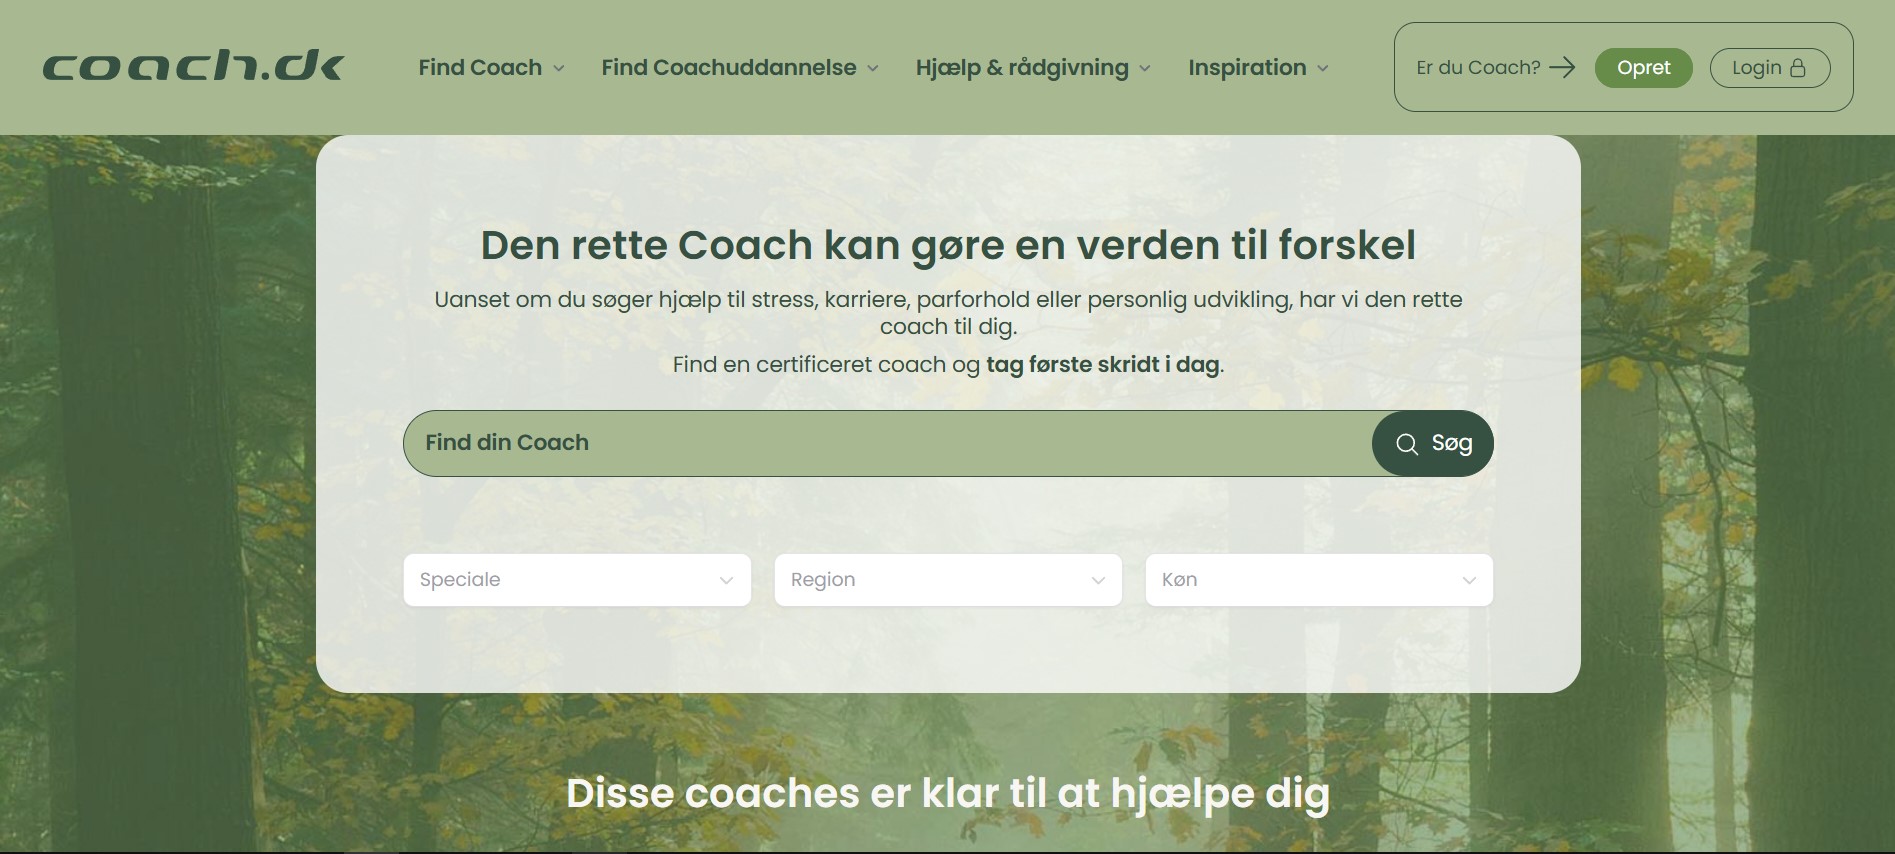 coach.dk
Find Coach
Find Coachuddannelse
Hjælp & rådgivning
Inspiration
Er du Coach?
Opret
Login
Den rette Coach kan gøre en verden til forskel
Uanset om du søger hjælp til stress, karriere, parforhold eller personlig udvikling, har vi den rette
coach til dig.
Find en certificeret coach og tag første skridt i dag.
Find din Coach
Søg
Speciale
Region
Køn
Disse coaches er klar til at hjælpe dig